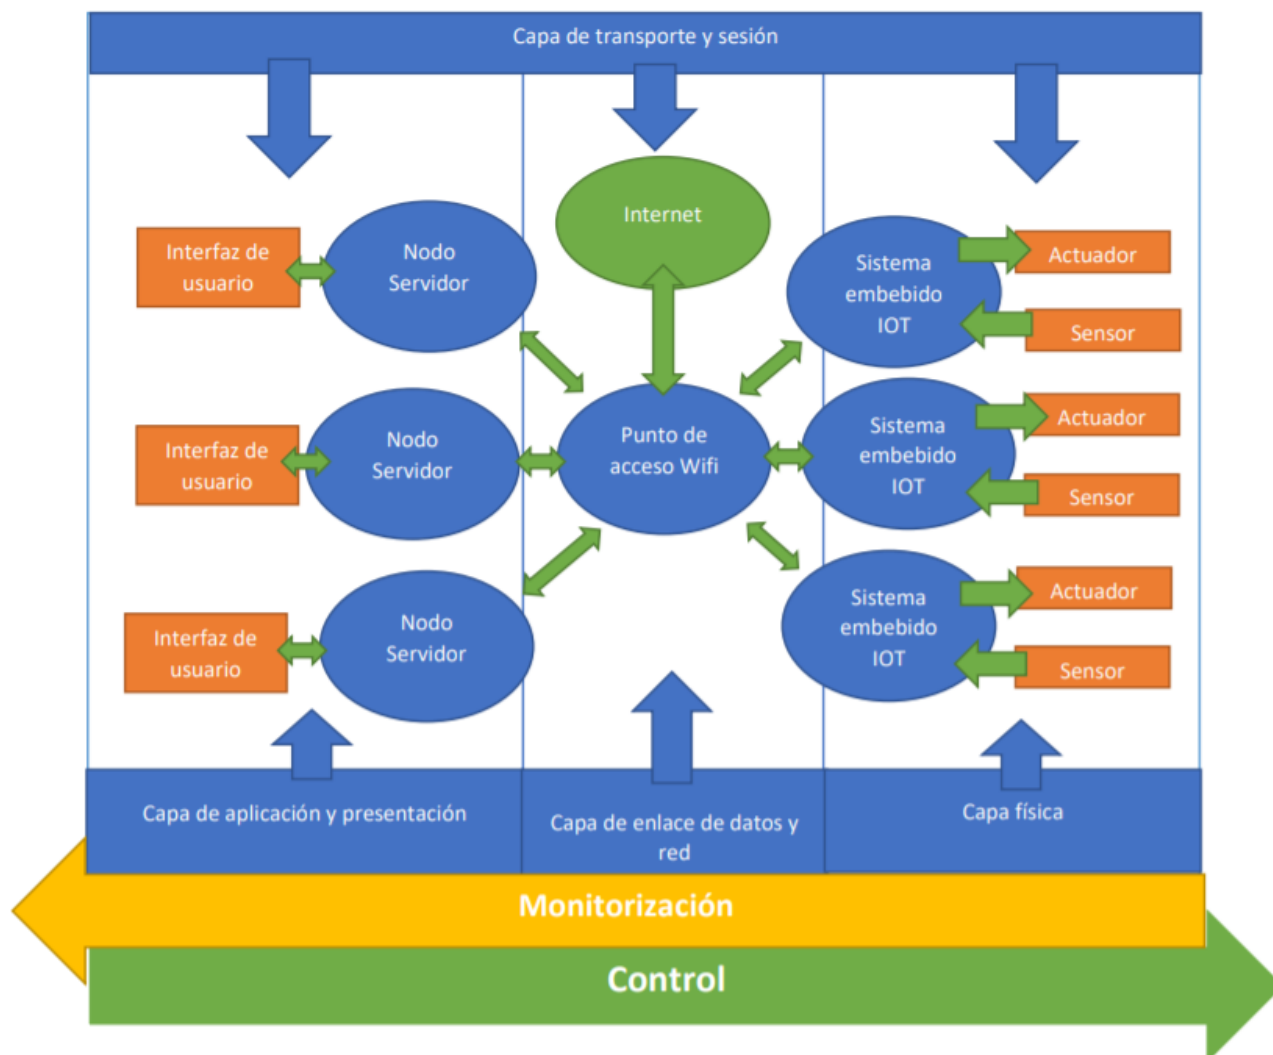 Capa de transporte y sesión
Internet
Interfaz de
usuario
Nodo
Servidor
Sistema
embebido
IOT
Actuador
Sensor
Interfaz de
usuario
Nodo
Servidor
Punto de
acceso Wifi
Sistema
embebido
IOT
Actuador
Sensor
Interfaz de
usuario
Nodo
Servidor
Sistema
embebido
IOT
Actuador
Sensor
Capa de aplicación y presentación
Capa de enlace de datos y
red
Capa física
Monitorización
Control